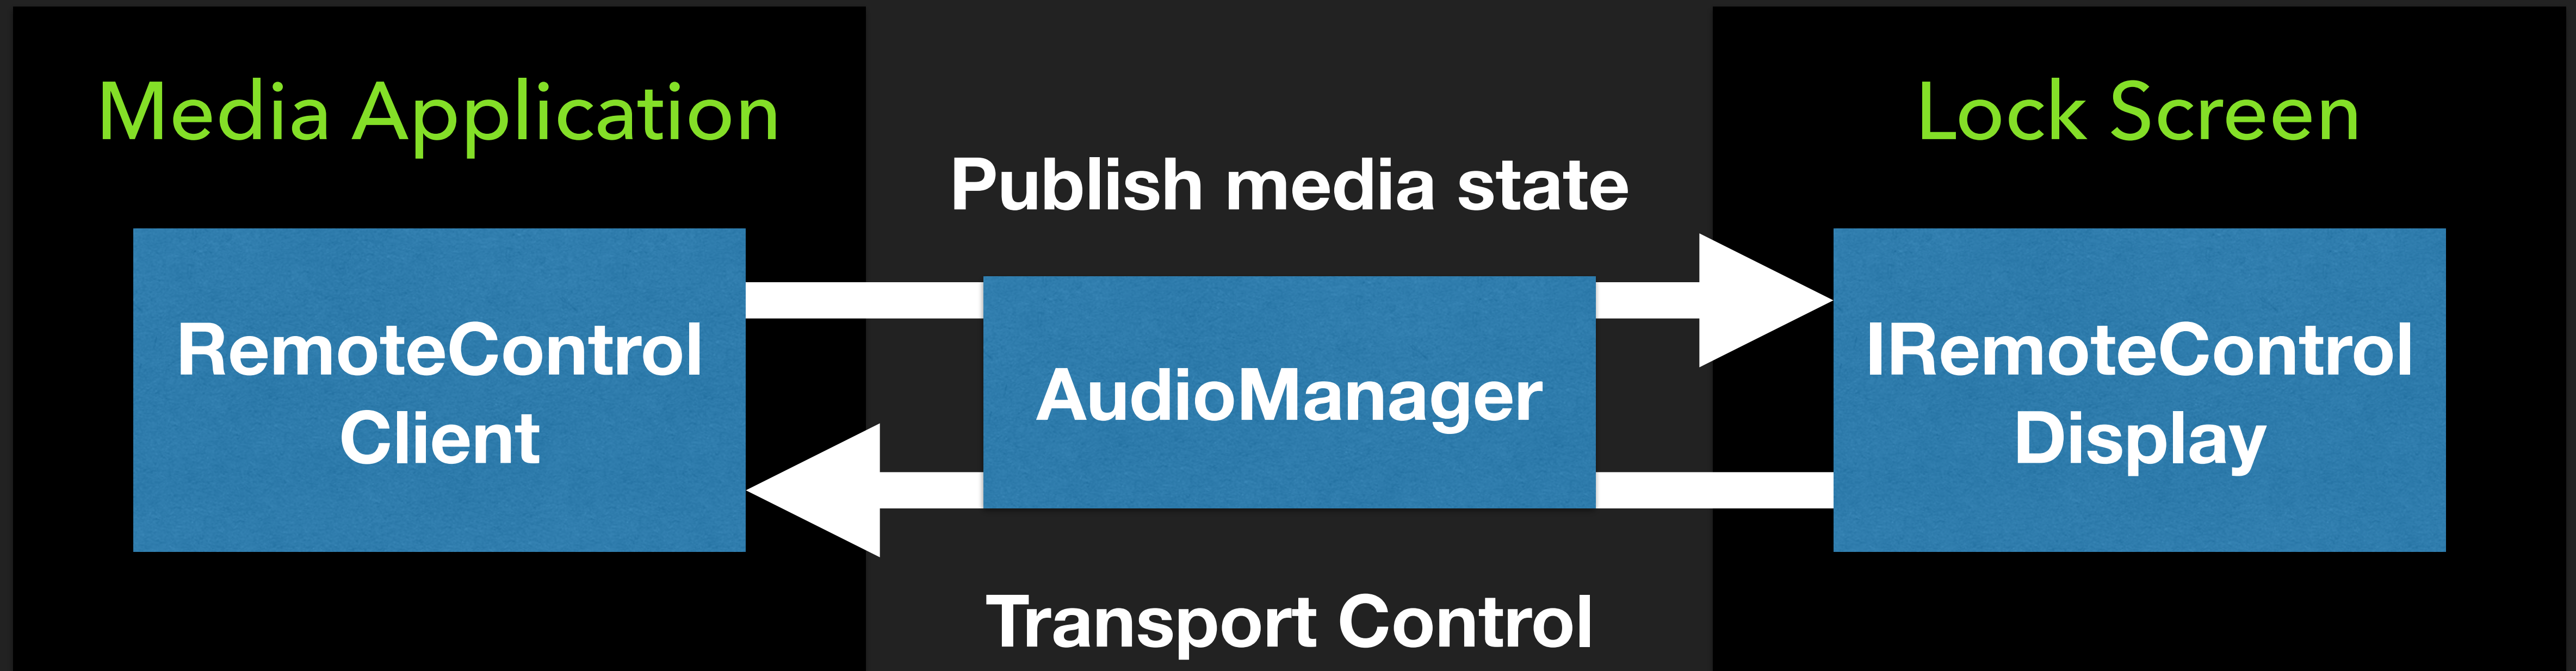 Media Application
Lock Screen
Publish media state
RemoteControl
Client
AudioManager
IRemoteControl
Display
Transport Control